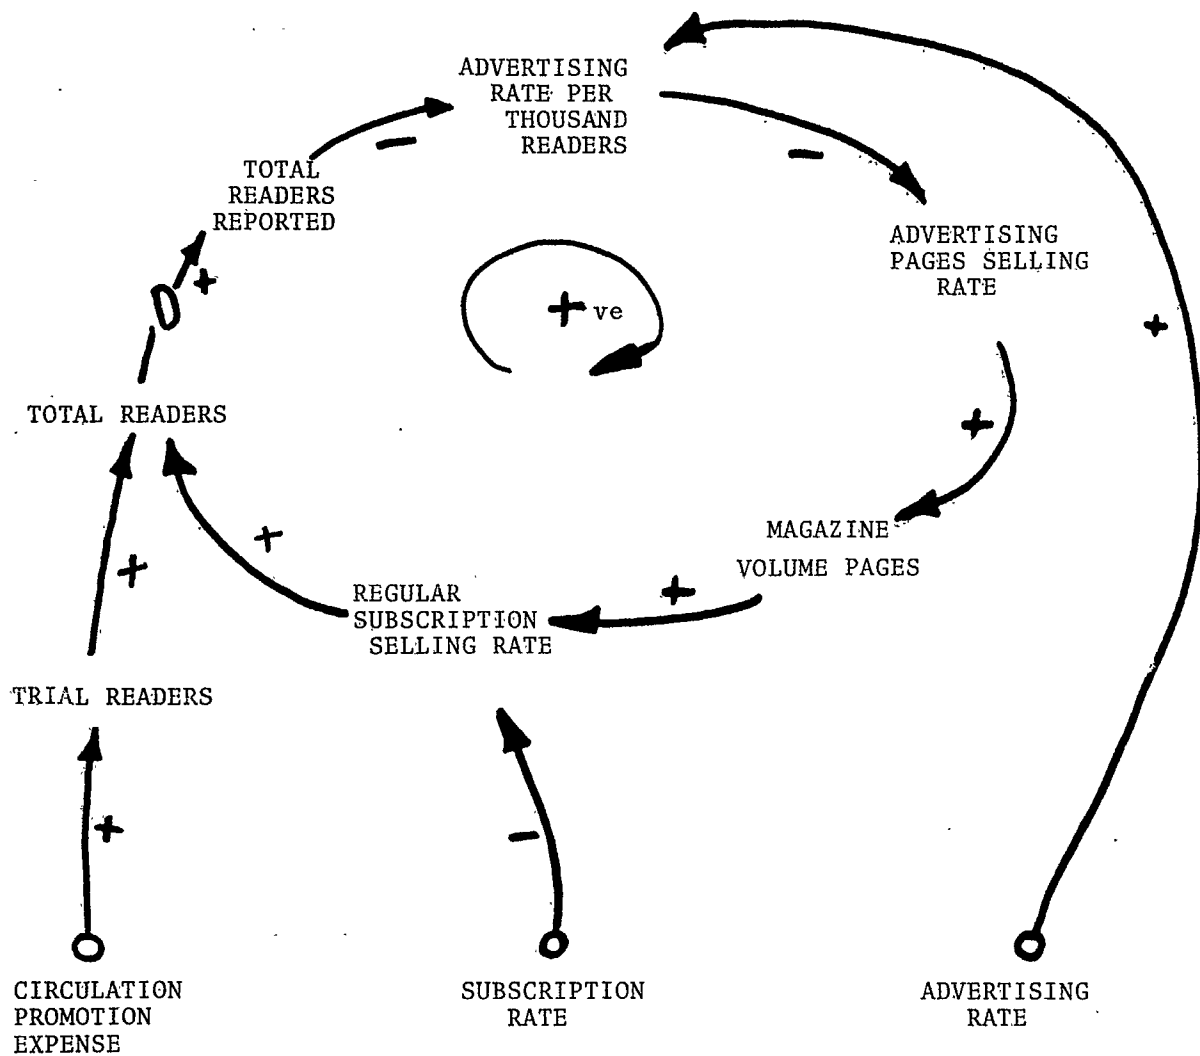 ADVERTISING
RATE PER
THOUSAND
READERS
-
-
TOTAL
READERS
REPORTED
+
D
ADVERTISING
PAGES SELLING
RATE
+ ve
+
+
TOTAL READERS
+
MAGAZINE
VOLUME PAGES
+
+
REGULAR
SUBSCRIPTION
SELLING RATE
+
TRIAL READERS
+
-
CIRCULATION
PROMOTION
EXPENSE
SUBSCRIPTION
RATE
ADVERTISING
RATE